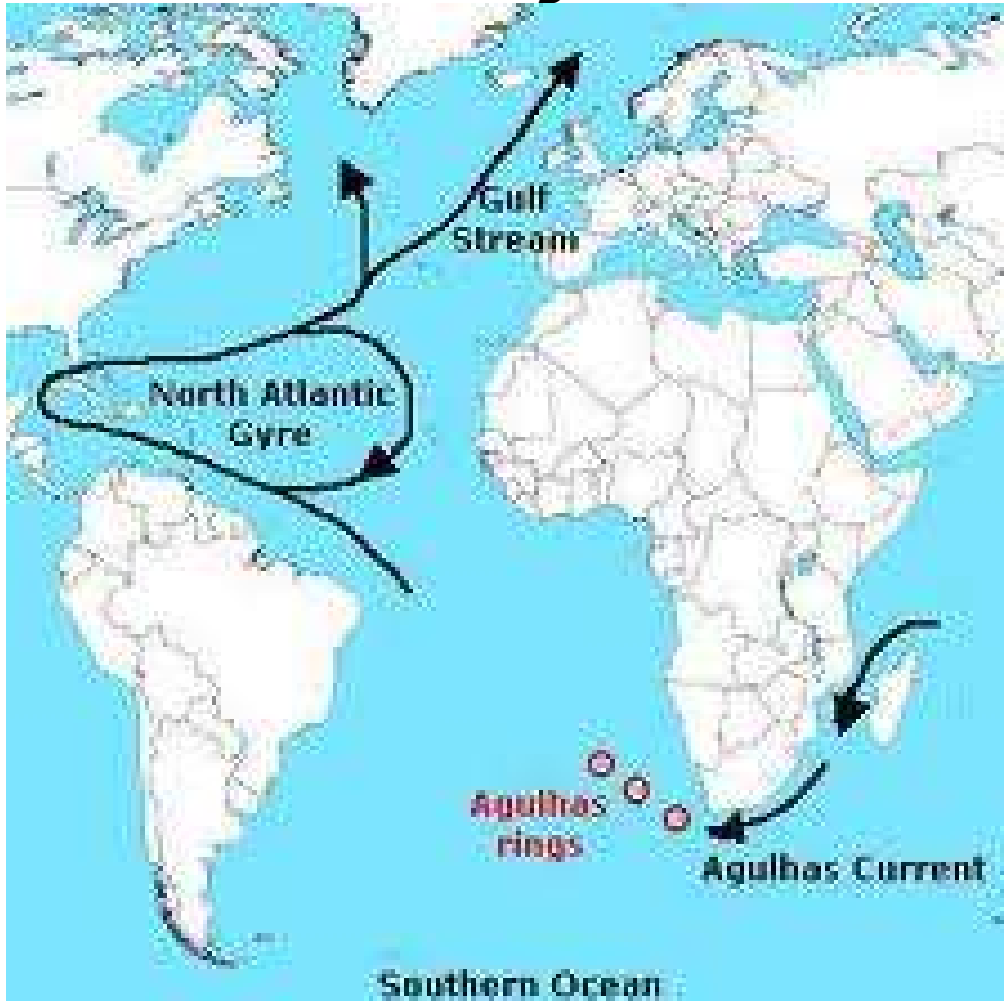 Gulf
Stream
North Atlantic
Gyre
Agulhas
rings
Agulhas Current
Southern Ocean